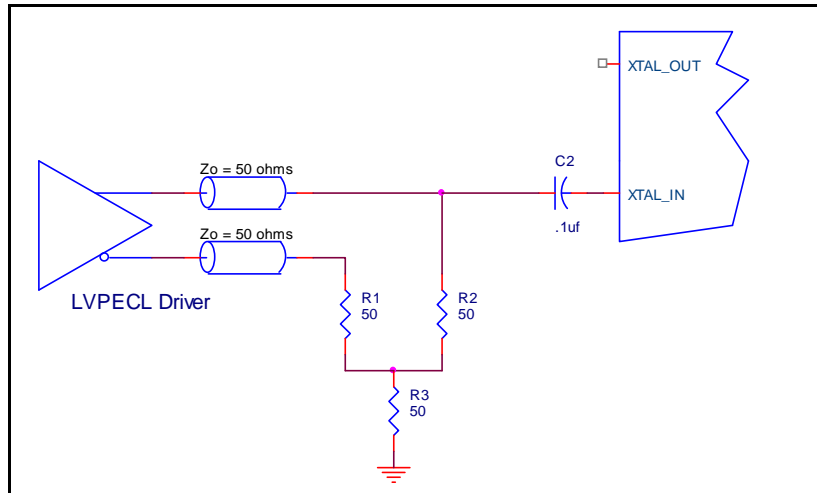 XTAL_OUT
C2
Zo = 50 ohms
XTAL_IN
.1uf
Zo = 50 ohms
LVPECL Driver
R1
50
R2
50
R3
50